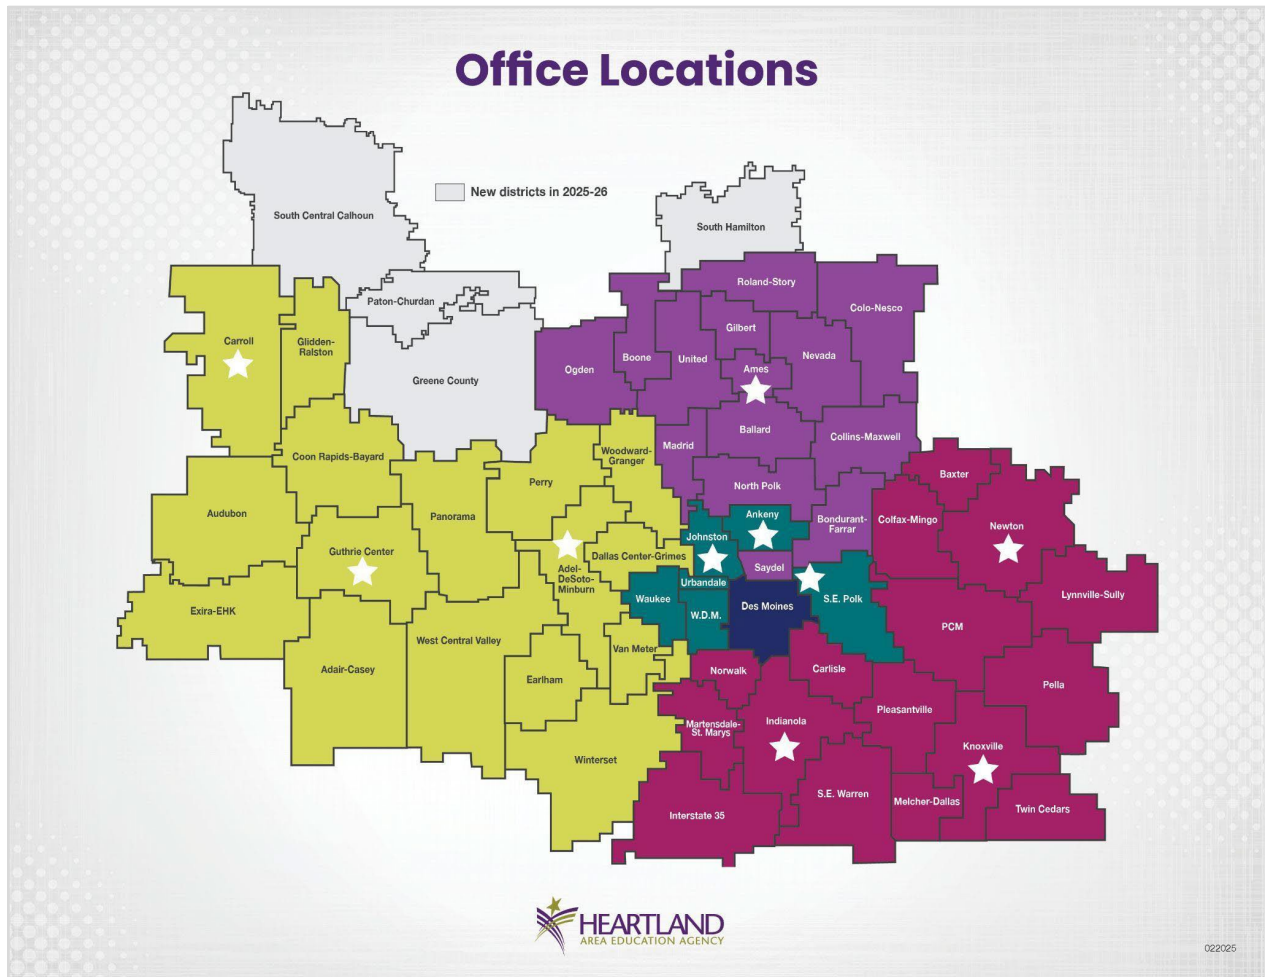 Office Locations
New districts in 2025-26
South Central Calhoun
South Hamilton
Roland-Story
Paton-Churdan
Colo-Nesco
Carroll
Glidden-
Ralston
Gilbert
Boone
United
Nevada
Ogden
Ames
Greene County
Ballard
Collins-Maxwell
Madrid
Woodward-
Granger
Coon Rapids-Bayard
Baxter
Perry
North Polk
Audubon
Panorama
Ankeny
Bondurant-
Farrar
Colfax-Mingo
Newton
Johnston
Guthrie Center
Dallas Center-Grimes
Adel-
DeSoto-
Minburn
Saydel
Urbandale
Lynnville-Sully
Exira-EHK
Waukee
W.D.M.
Des Moines
S.E. Polk
PCM
West Central Valley
Van Meter
Adair-Casey
Earlham
Norwalk
Carlisle
Pella
Pleasantville
Martensdale-
St. Marys
Indianola
Knoxville
Winterset
S.E. Warren
Melcher-Dallas
Twin Cedars
Interstate 35
HEARTLAND
AREA EDUCATION AGENCY
022025